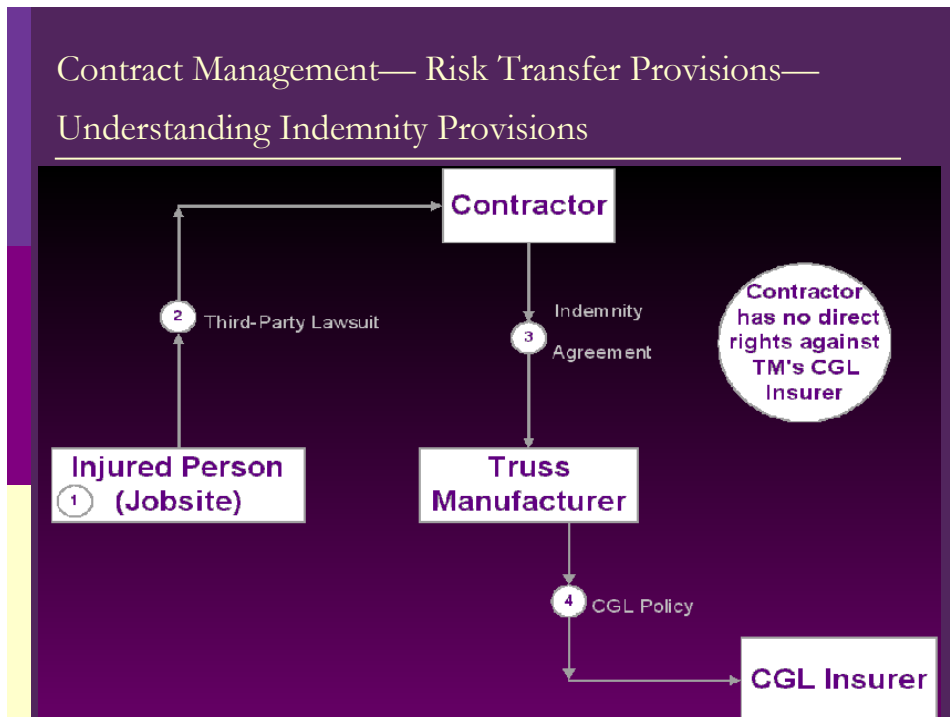 Contract Management— Risk Transfer Provisions—
Understanding Indemnity Provisions
Contractor
2
Third-Party Lawsuit
Indemnity
3
Agreement
Contractor
has no direct
rights against
TM's CGL
Insurer
Injured Person
1
(Jobsite)
Truss
Manufacturer
4
CGL Policy
CGL Insurer